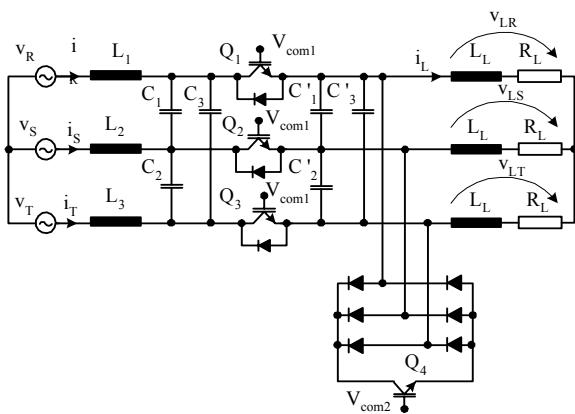 v_LR
v_R i_R L_1 Q_1 V_com1 i_L L_L R_L
C_1 C_3 C'_1 C'_3
v_LS
v_S i_S L_2 Q_2 V_com1 L_L R_L
C_2 C'_2
v_LT
v_T i_T L_3 Q_3 V_com1 L_L R_L
Q_4
V_com2